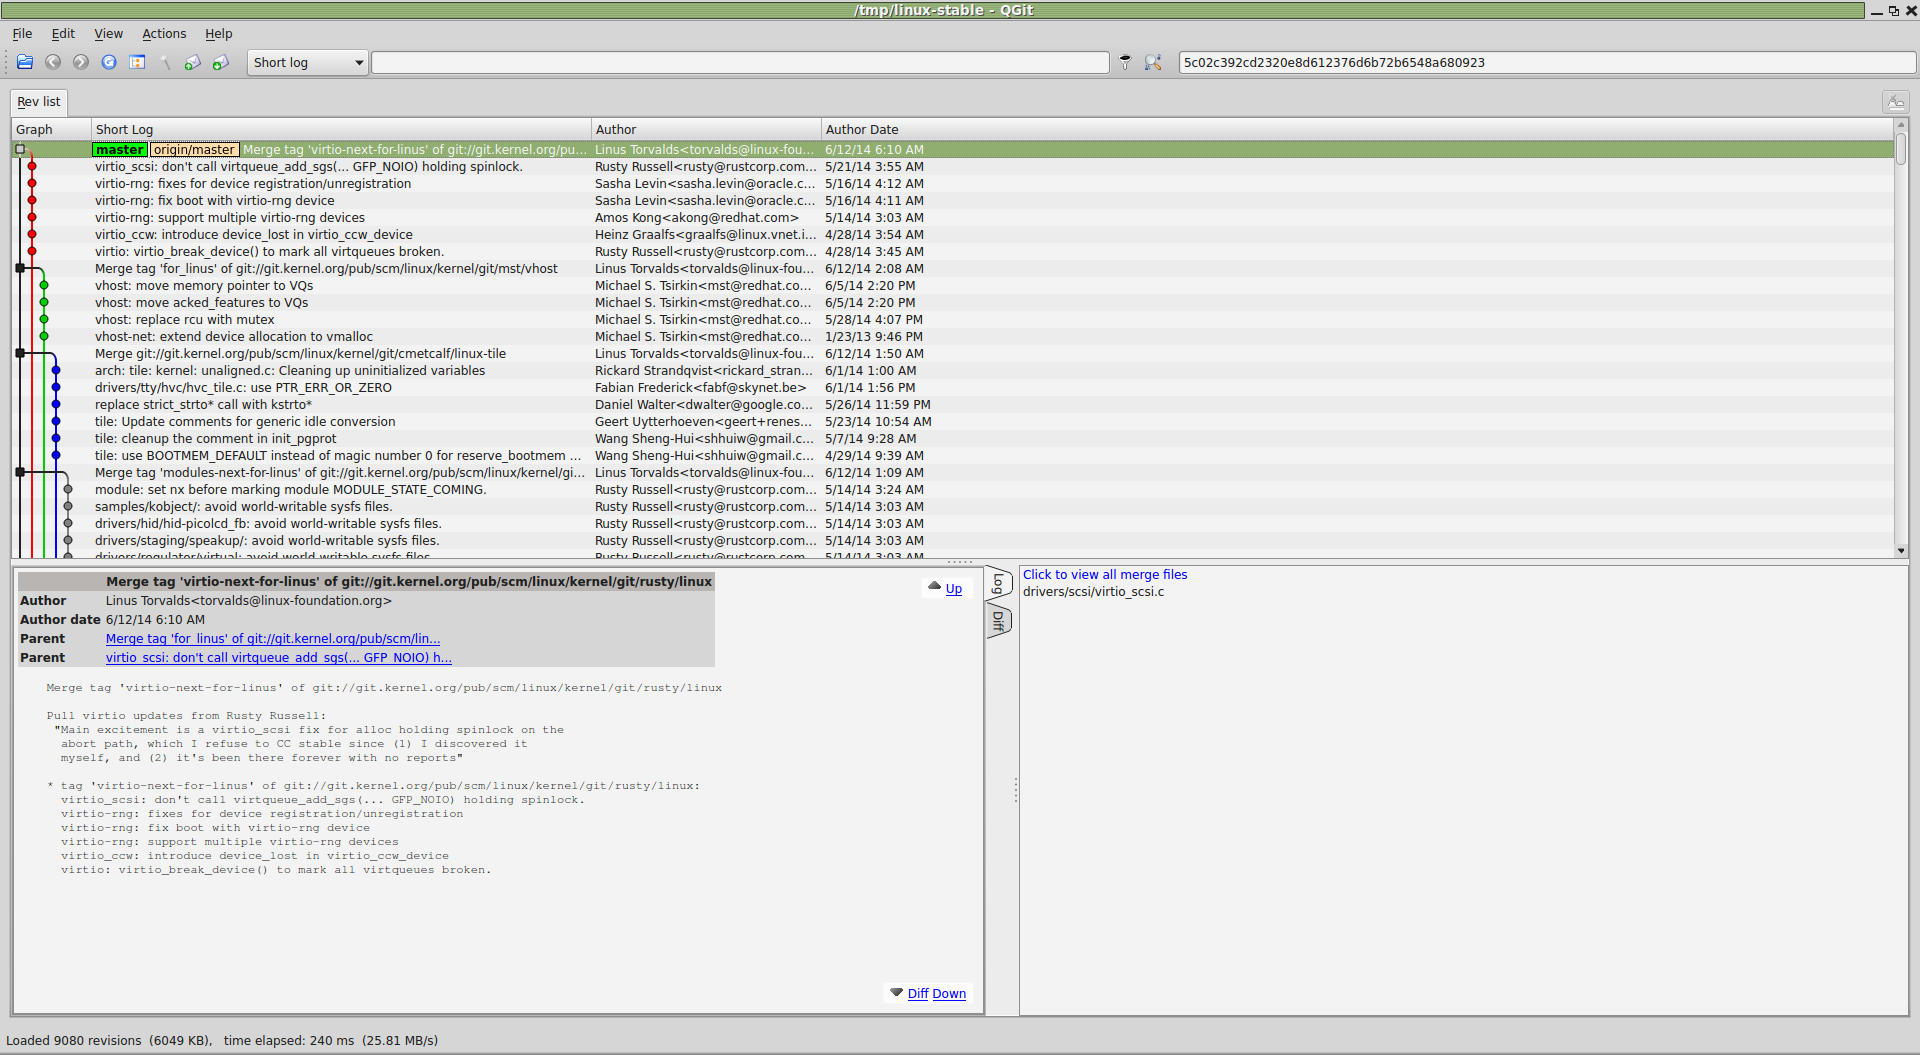 /tmp/linux-stable - QGit
File Edit View Actions Help
Short log 5c02c392cd2320e8d612376d6b72b6548a680923
Rev list
Graph Short Log Author Author Date
master origin/master Merge tag 'virtio-next-for-linus' of git://git.kernel.org/pu... Linus Torvalds<torvalds@linux-fou... 6/12/14 6:10 AM
virtio_scsi: don't call virtqueue_add_sgs(... GFP_NOIO) holding spinlock. Rusty Russell<rusty@rustcorp.com... 5/21/14 3:55 AM
virtio-rng: fixes for device registration/unregistration Sasha Levin<sasha.levin@oracle.c... 5/16/14 4:12 AM
virtio-rng: fix boot with virtio-rng device Sasha Levin<sasha.levin@oracle.c... 5/16/14 4:11 AM
virtio-rng: support multiple virtio-rng devices Amos Kong<akong@redhat.com> 5/14/14 3:03 AM
virtio_ccw: introduce device_lost in virtio_ccw_device Heinz Graalfs<graalfs@linux.vnet.i... 4/28/14 3:54 AM
virtio: virtio_break_device() to mark all virtqueues broken. Rusty Russell<rusty@rustcorp.com... 4/28/14 3:45 AM
Merge tag 'for_linus' of git://git.kernel.org/pub/scm/linux/kernel/git/mst/vhost Linus Torvalds<torvalds@linux-fou... 6/12/14 2:08 AM
vhost: move memory pointer to VQs Michael S. Tsirkin<mst@redhat.co... 6/5/14 2:20 PM
vhost: move acked_features to VQs Michael S. Tsirkin<mst@redhat.co... 6/5/14 2:20 PM
vhost: replace rcu with mutex Michael S. Tsirkin<mst@redhat.co... 5/28/14 4:07 PM
vhost-net: extend device allocation to vmalloc Michael S. Tsirkin<mst@redhat.co... 1/23/13 9:46 PM
Merge git://git.kernel.org/pub/scm/linux/kernel/git/cmetcalf/linux-tile Linus Torvalds<torvalds@linux-fou... 6/12/14 1:50 AM
arch: tile: kernel: unaligned.c: Cleaning up uninitialized variables Rickard Strandqvist<rickard_stran... 6/1/14 1:00 AM
drivers/tty/hvc/hvc_tile.c: use PTR_ERR_OR_ZERO Fabian Frederick<fabf@skynet.be> 6/1/14 1:56 PM
replace strict_strto* call with kstrto* Daniel Walter<dwalter@google.co... 5/26/14 11:59 PM
tile: Update comments for generic idle conversion Geert Uytterhoeven<geert+renes... 5/23/14 10:54 AM
tile: cleanup the comment in init_pgprot Wang Sheng-Hui<shhuiw@gmail.c... 5/7/14 9:28 AM
tile: use BOOTMEM_DEFAULT instead of magic number 0 for reserve_bootmem ... Wang Sheng-Hui<shhuiw@gmail.c... 4/29/14 9:39 AM
Merge tag 'modules-next-for-linus' of git://git.kernel.org/pub/scm/linux/kernel/gi... Linus Torvalds<torvalds@linux-fou... 6/12/14 1:09 AM
module: set nx before marking module MODULE_STATE_COMING. Rusty Russell<rusty@rustcorp.com... 5/14/14 3:24 AM
samples/kobject/: avoid world-writable sysfs files. Rusty Russell<rusty@rustcorp.com... 5/14/14 3:03 AM
drivers/hid/hid-picolcd_fb: avoid world-writable sysfs files. Rusty Russell<rusty@rustcorp.com... 5/14/14 3:03 AM
drivers/staging/speakup/: avoid world-writable sysfs files. Rusty Russell<rusty@rustcorp.com... 5/14/14 3:03 AM
drivers/regulator/virtual: avoid world-writable sysfs files. Rusty Russell<rusty@rustcorp.com... 5/14/14 3:03 AM
Merge tag 'virtio-next-for-linus' of git://git.kernel.org/pub/scm/linux/kernel/git/rusty/linux
Up
Author Linus Torvalds<torvalds@linux-foundation.org>
Author date 6/12/14 6:10 AM
Parent Merge tag 'for_linus' of git://git.kernel.org/pub/scm/lin...
Parent virtio_scsi: don't call virtqueue_add_sgs(... GFP_NOIO) h...
Merge tag 'virtio-next-for-linus' of git://git.kernel.org/pub/scm/linux/kernel/git/rusty/linux
Pull virtio updates from Rusty Russell:
"Main excitement is a virtio_scsi fix for alloc holding spinlock on the
abort path, which I refuse to CC stable since (1) I discovered it
myself, and (2) it's been there forever with no reports"
* tag 'virtio-next-for-linus' of git://git.kernel.org/pub/scm/linux/kernel/git/rusty/linux:
virtio_scsi: don't call virtqueue_add_sgs(... GFP_NOIO) holding spinlock.
virtio-rng: fixes for device registration/unregistration
virtio-rng: fix boot with virtio-rng device
virtio-rng: support multiple virtio-rng devices
virtio_ccw: introduce device_lost in virtio_ccw_device
virtio: virtio_break_device() to mark all virtqueues broken.
Diff Down
Log
Diff
Click to view all merge files
drivers/scsi/virtio_scsi.c
Loaded 9080 revisions (6049 KB), time elapsed: 240 ms (25.81 MB/s)